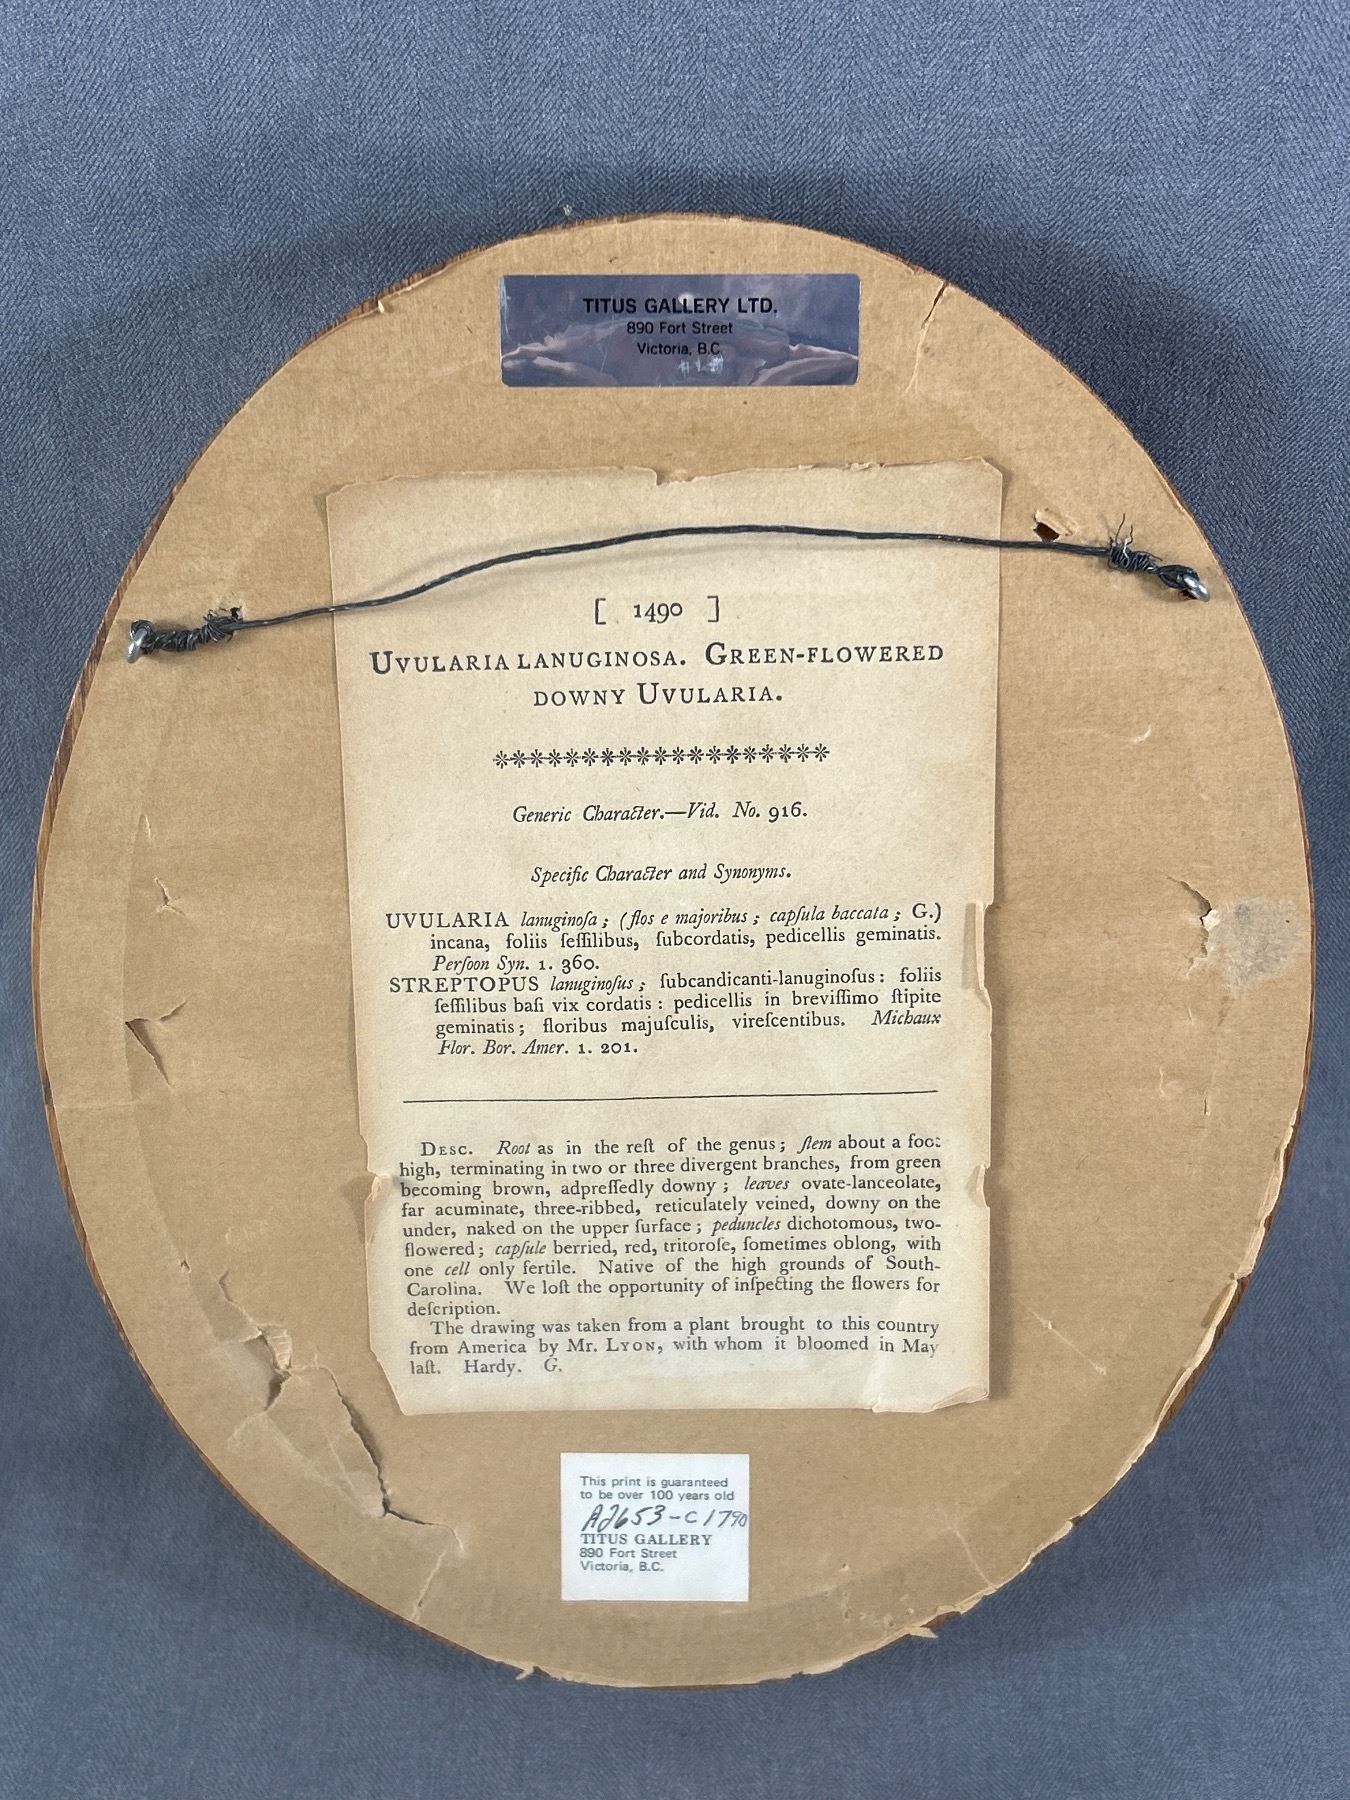 TITUS GALLERY LTD.
890 Fort Street
Victoria, B.C.
[ 1490 ]
UVULARIA LANUGINOSA. GREEN-FLOWERED
DOWNY UVULARIA.
******************
Generic Character.—Vid. No. 916.
Specific Character and Synonyms.
UVULARIA lanuginoſa; (flos e majoribus; capſula baccata; G.)
incana, foliis ſeſſilibus, ſubcordatis, pedicellis geminatis.
Perſoon Syn. 1. 360.
STREPTOPUS lanuginoſus; ſubcandicanti-lanuginoſus: foliis
ſeſſilibus baſi vix cordatis: pedicellis in breviſſimo ſtipite
geminatis; floribus majuſculis, vireſcentibus. Michaux
Flor. Bor. Amer. 1. 201.
DESC. Root as in the reſt of the genus; ſtem about a foot
high, terminating in two or three divergent branches, from green
becoming brown, adpreſſedly downy; leaves ovate-lanceolate,
far acuminate, three-ribbed, reticulately veined, downy on the
under, naked on the upper ſurface; peduncles dichotomous, two-
flowered; capſule berried, red, tritoroſe, ſometimes oblong, with
one cell only fertile. Native of the high grounds of South-
Carolina. We loſt the opportunity of inſpecting the flowers for
deſcription.
The drawing was taken from a plant brought to this country
from America by Mr. LYON, with whom it bloomed in May
laſt. Hardy. G.
This print is guaranteed
to be over 100 years old
A2653-C1790
TITUS GALLERY
890 Fort Street
Victoria, B.C.